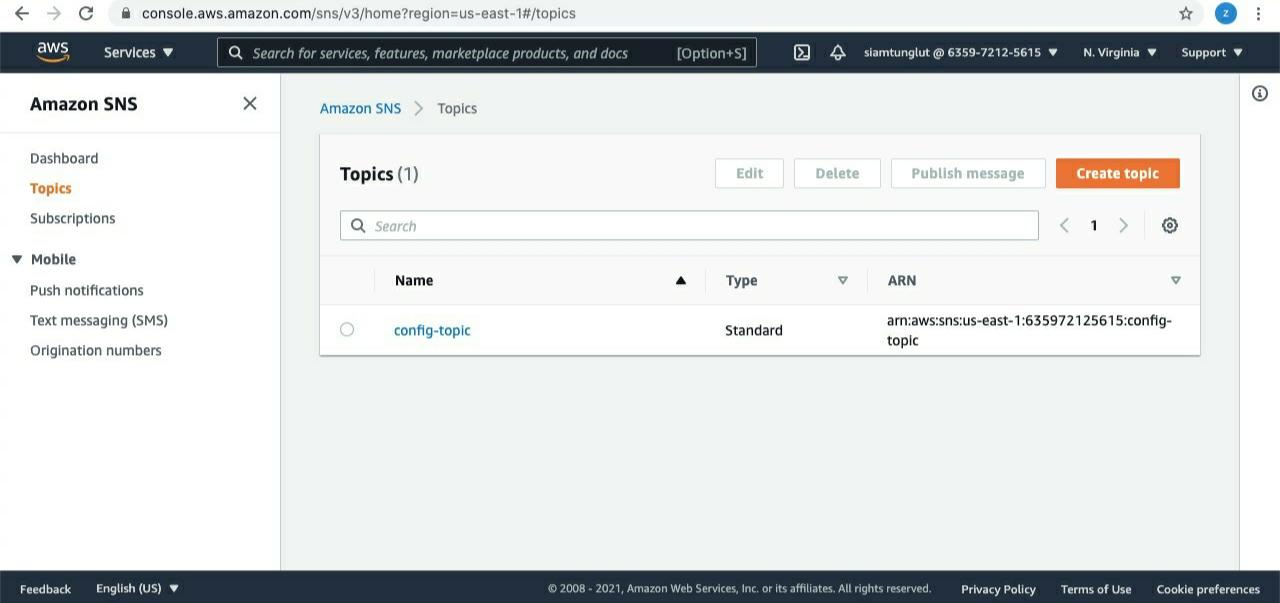 console.aws.amazon.com/sns/v3/home?region=us-east-1#/topics
z
aws
Services
Search for services, features, marketplace products, and docs
[Option+S]
siamtunglut @ 6359-7212-5615
N. Virginia
Support
Amazon SNS
Dashboard
Topics
Subscriptions
Mobile
Push notifications
Text messaging (SMS)
Origination numbers
Amazon SNS > Topics
Topics (1)
Edit
Delete
Publish message
Create topic
Search
1
Name
Type
ARN
config-topic
Standard
arn:aws:sns:us-east-1:635972125615:config-
topic
Feedback
English (US)
© 2008 - 2021, Amazon Web Services, Inc. or its affiliates. All rights reserved.
Privacy Policy
Terms of Use
Cookie preferences